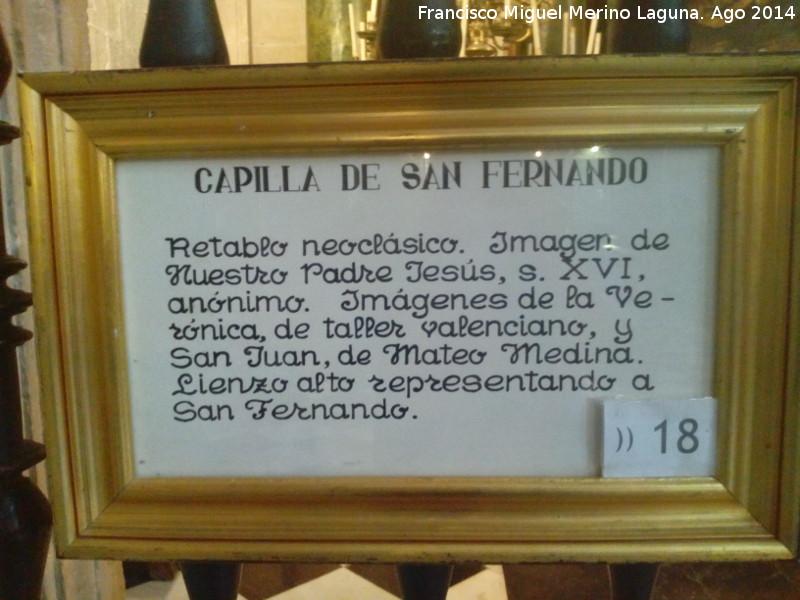 Francisco Miguel Merino Laguna. Ago 2014
CAPILLA DE SAN FERNANDO
Retablo neoclásico. Imagen de
Nuestro Padre Jesús, s. XVI,
anónimo. Imágenes de la Ve-
rónica, de taller valenciano, y
San Juan, de Mateo Medina.
Lienzo alto representando a
San Fernando.
)) 18